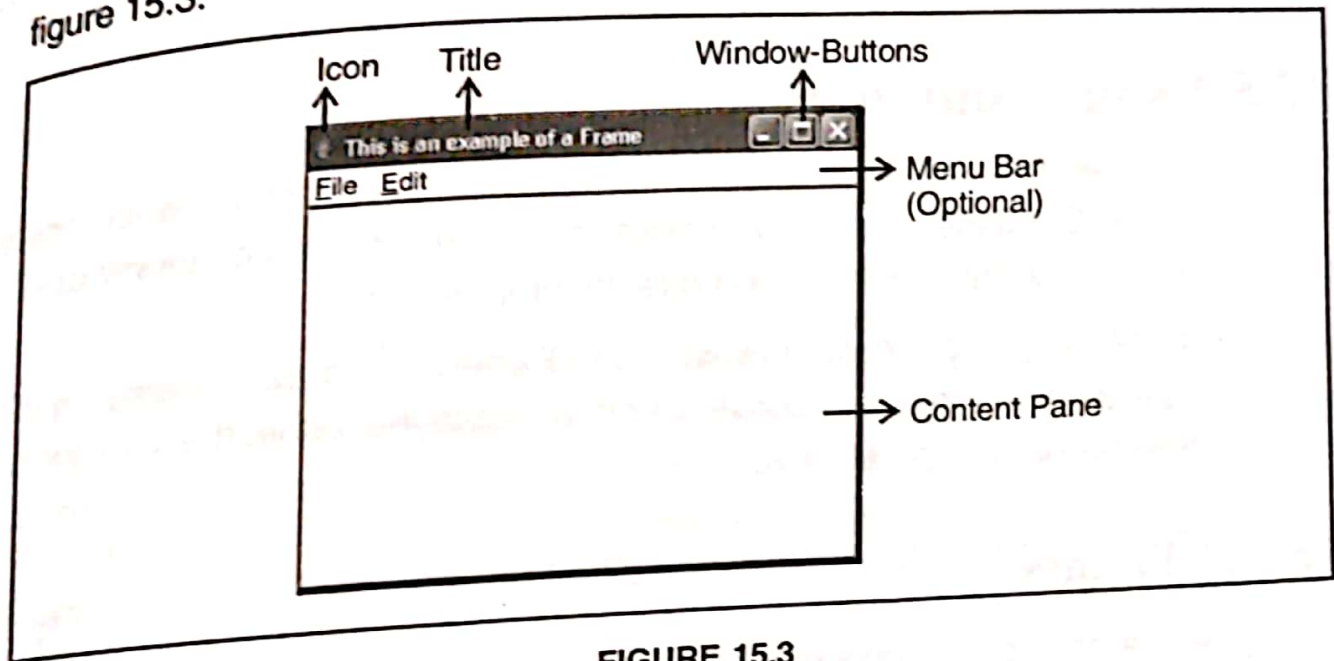 figure 15.3.
Icon
Title
Window-Buttons
This is an example of a Frame
File Edit
Menu Bar
(Optional)
Content Pane
FIGURE 15.3